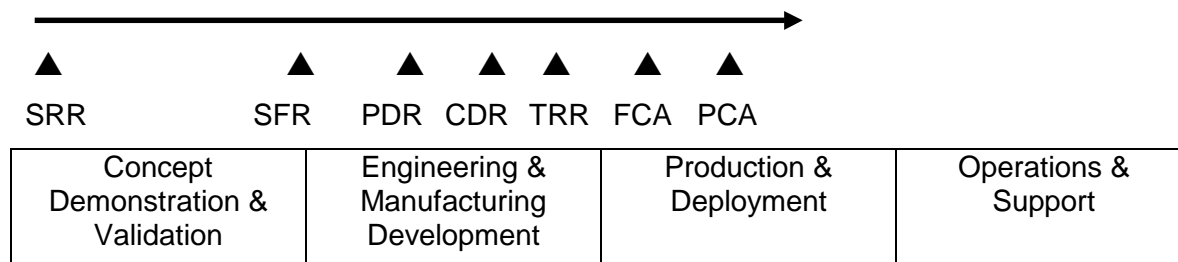 SRR SFR PDR CDR TRR FCA PCA
Concept
Demonstration &
Validation
Engineering &
Manufacturing
Development
Production &
Deployment
Operations &
Support